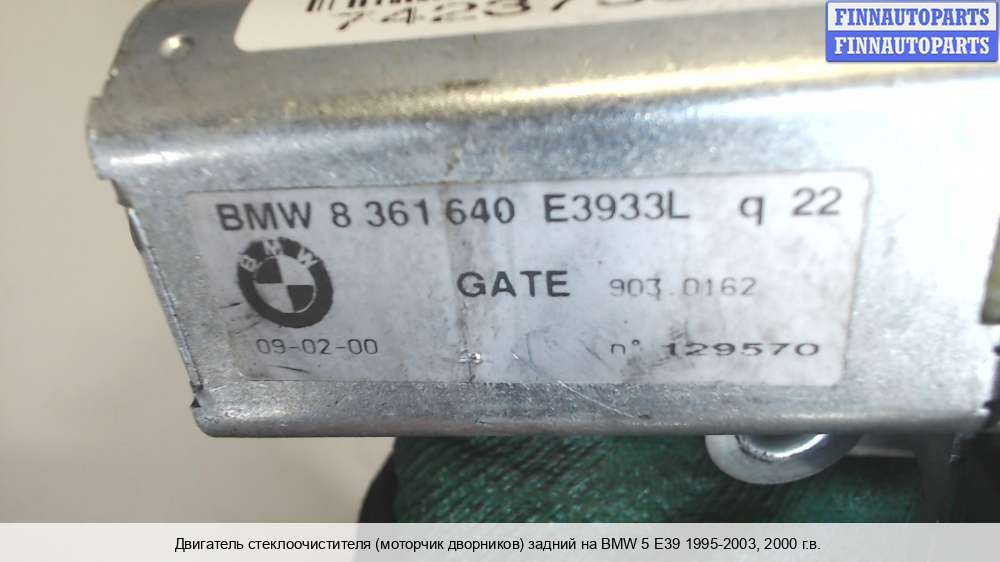 FINNAUTOPARTS
FINNAUTOPARTS
BMW 8 361 640 E3933L q 22
BMW
GATE 903.0162
09-02-00 n° 129570
Двигатель стеклоочистителя (моторчик дворников) задний на BMW 5 E39 1995-2003, 2000 г.в.